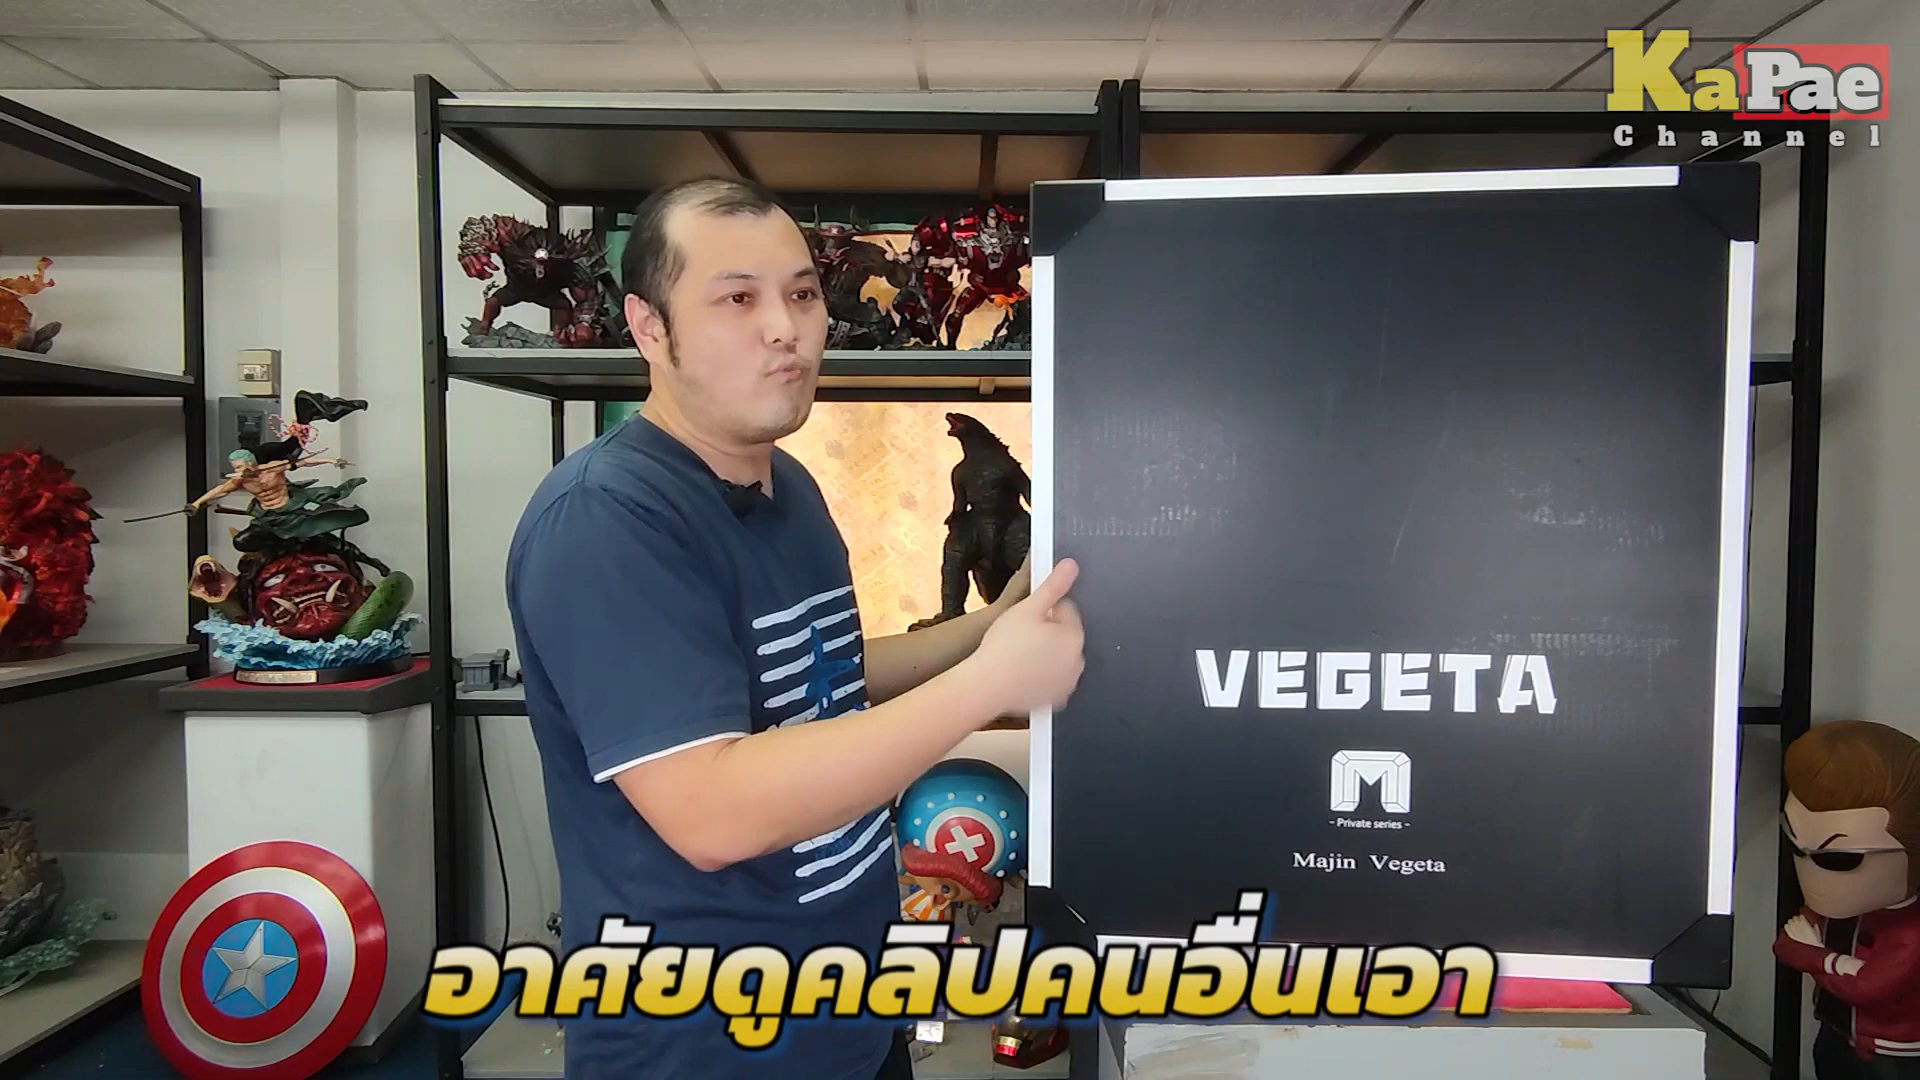 KaPae
Channel
VEGETA
M
- Private series -
Majin Vegeta
อาศัยดูคลิปคนอื่นเอา